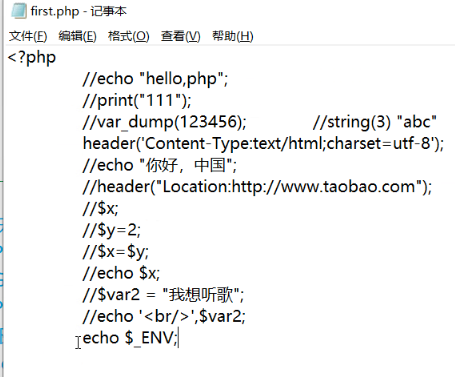 first.php - 记事本
文件(F) 编辑(E) 格式(O) 查看(V) 帮助(H)
<?php
//echo "hello,php";
//print("111");
//var_dump(123456); //string(3) "abc"
header('Content-Type:text/html;charset=utf-8');
//echo "你好，中国";
//header("Location:http://www.taobao.com");
//$x;
//$y=2;
//$x=$y;
//echo $x;
//$var2 = "我想听歌";
//echo '<br/>',$var2;
echo $_ENV;